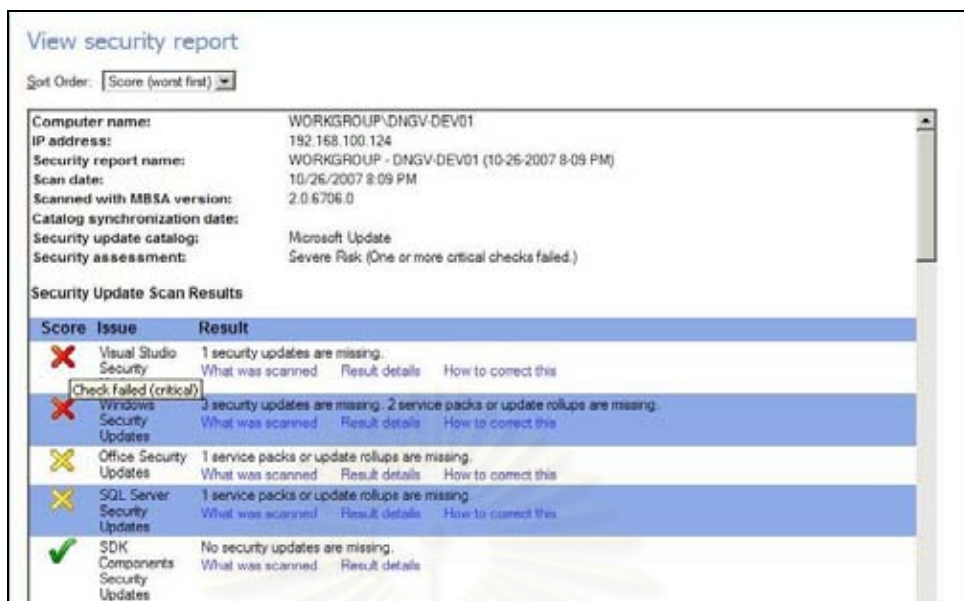 View security report
Sort Order: Score (worst first)
Computer name: WORKGROUP\DNGV-DEV01
IP address: 192.168.100.124
Security report name: WORKGROUP - DNGV-DEV01 (10-26-2007 8-09 PM)
Scan date: 10/26/2007 8:09 PM
Scanned with MBSA version: 2.0.6706.0
Catalog synchronization date:
Security update catalog: Microsoft Update
Security assessment: Severe Risk (One or more critical checks failed.)
Security Update Scan Results
Score Issue Result
Visual Studio 1 security updates are missing.
Security What was scanned Result details How to correct this
Check failed (critical)
Windows 3 security updates are missing. 2 service packs or update rollups are missing.
Security What was scanned Result details How to correct this
Updates
Office Security 1 service packs or update rollups are missing.
Updates What was scanned Result details How to correct this
SQL Server 1 service packs or update rollups are missing.
Security What was scanned Result details How to correct this
Updates
SDK No security updates are missing.
Components What was scanned Result details
Security
Updates